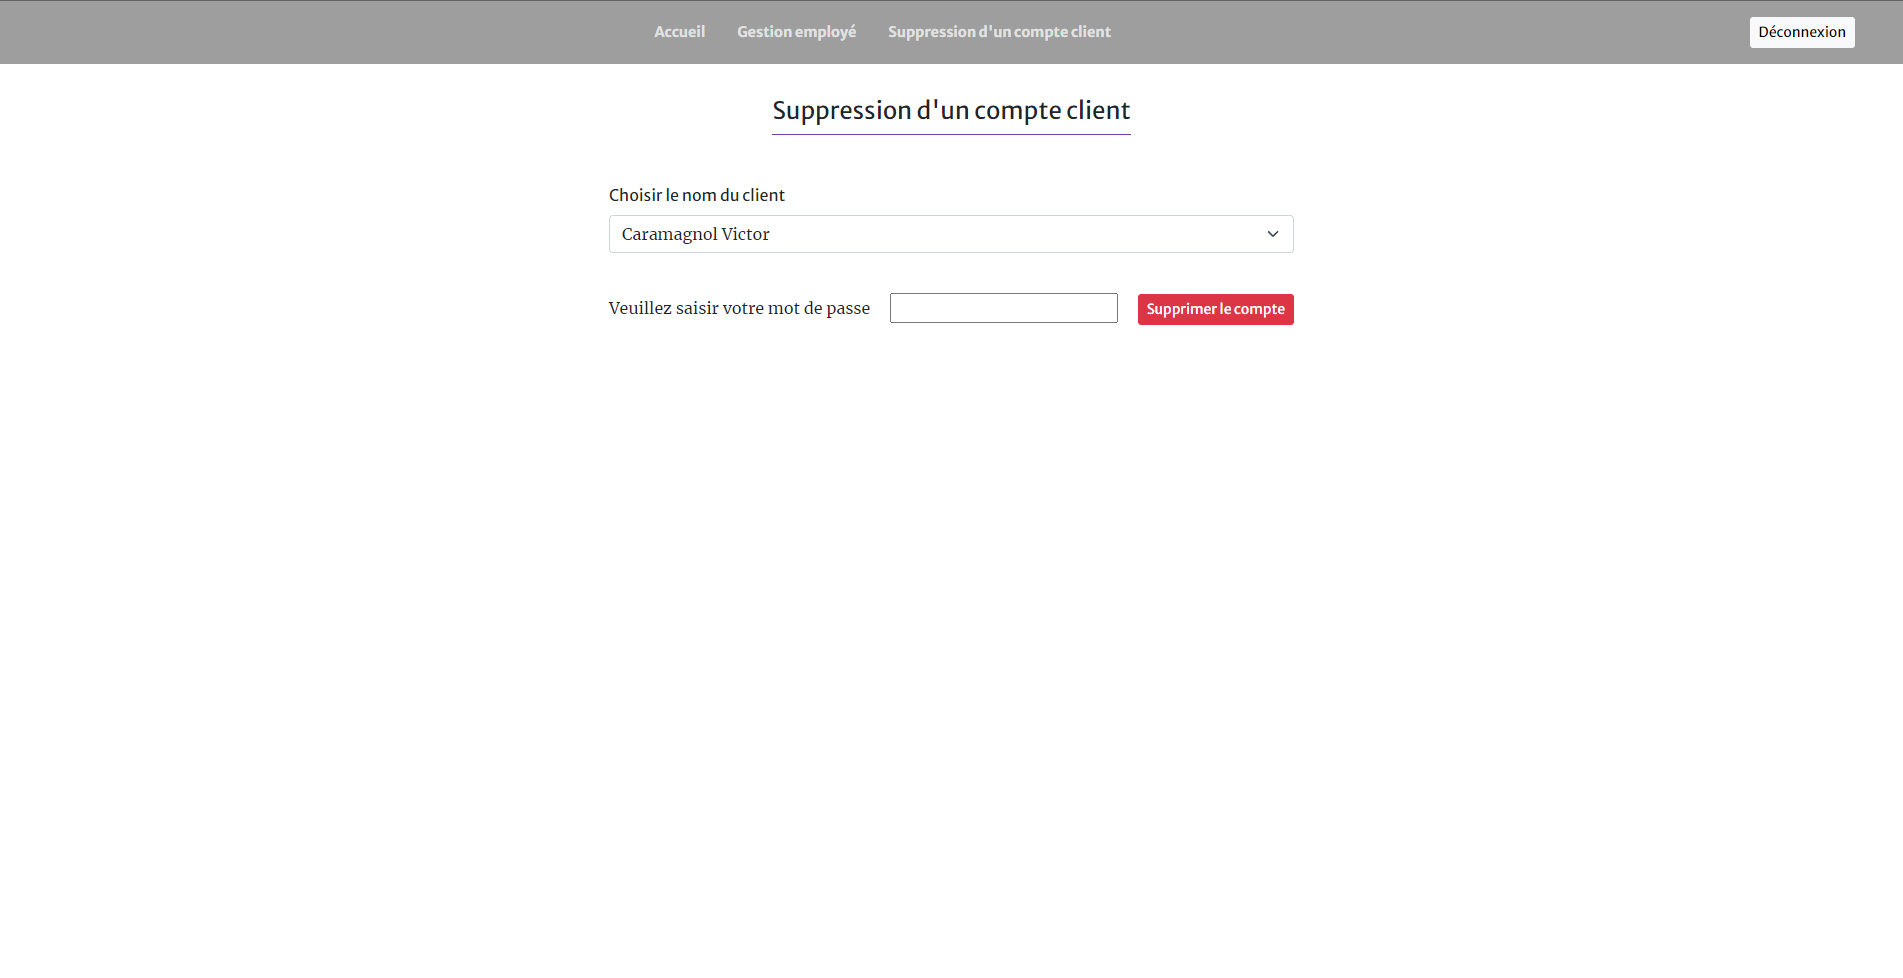 Accueil Gestion employé Suppression d'un compte client Déconnexion
Suppression d'un compte client
Choisir le nom du client
Caramagnol Victor
Veuillez saisir votre mot de passe Supprimer le compte